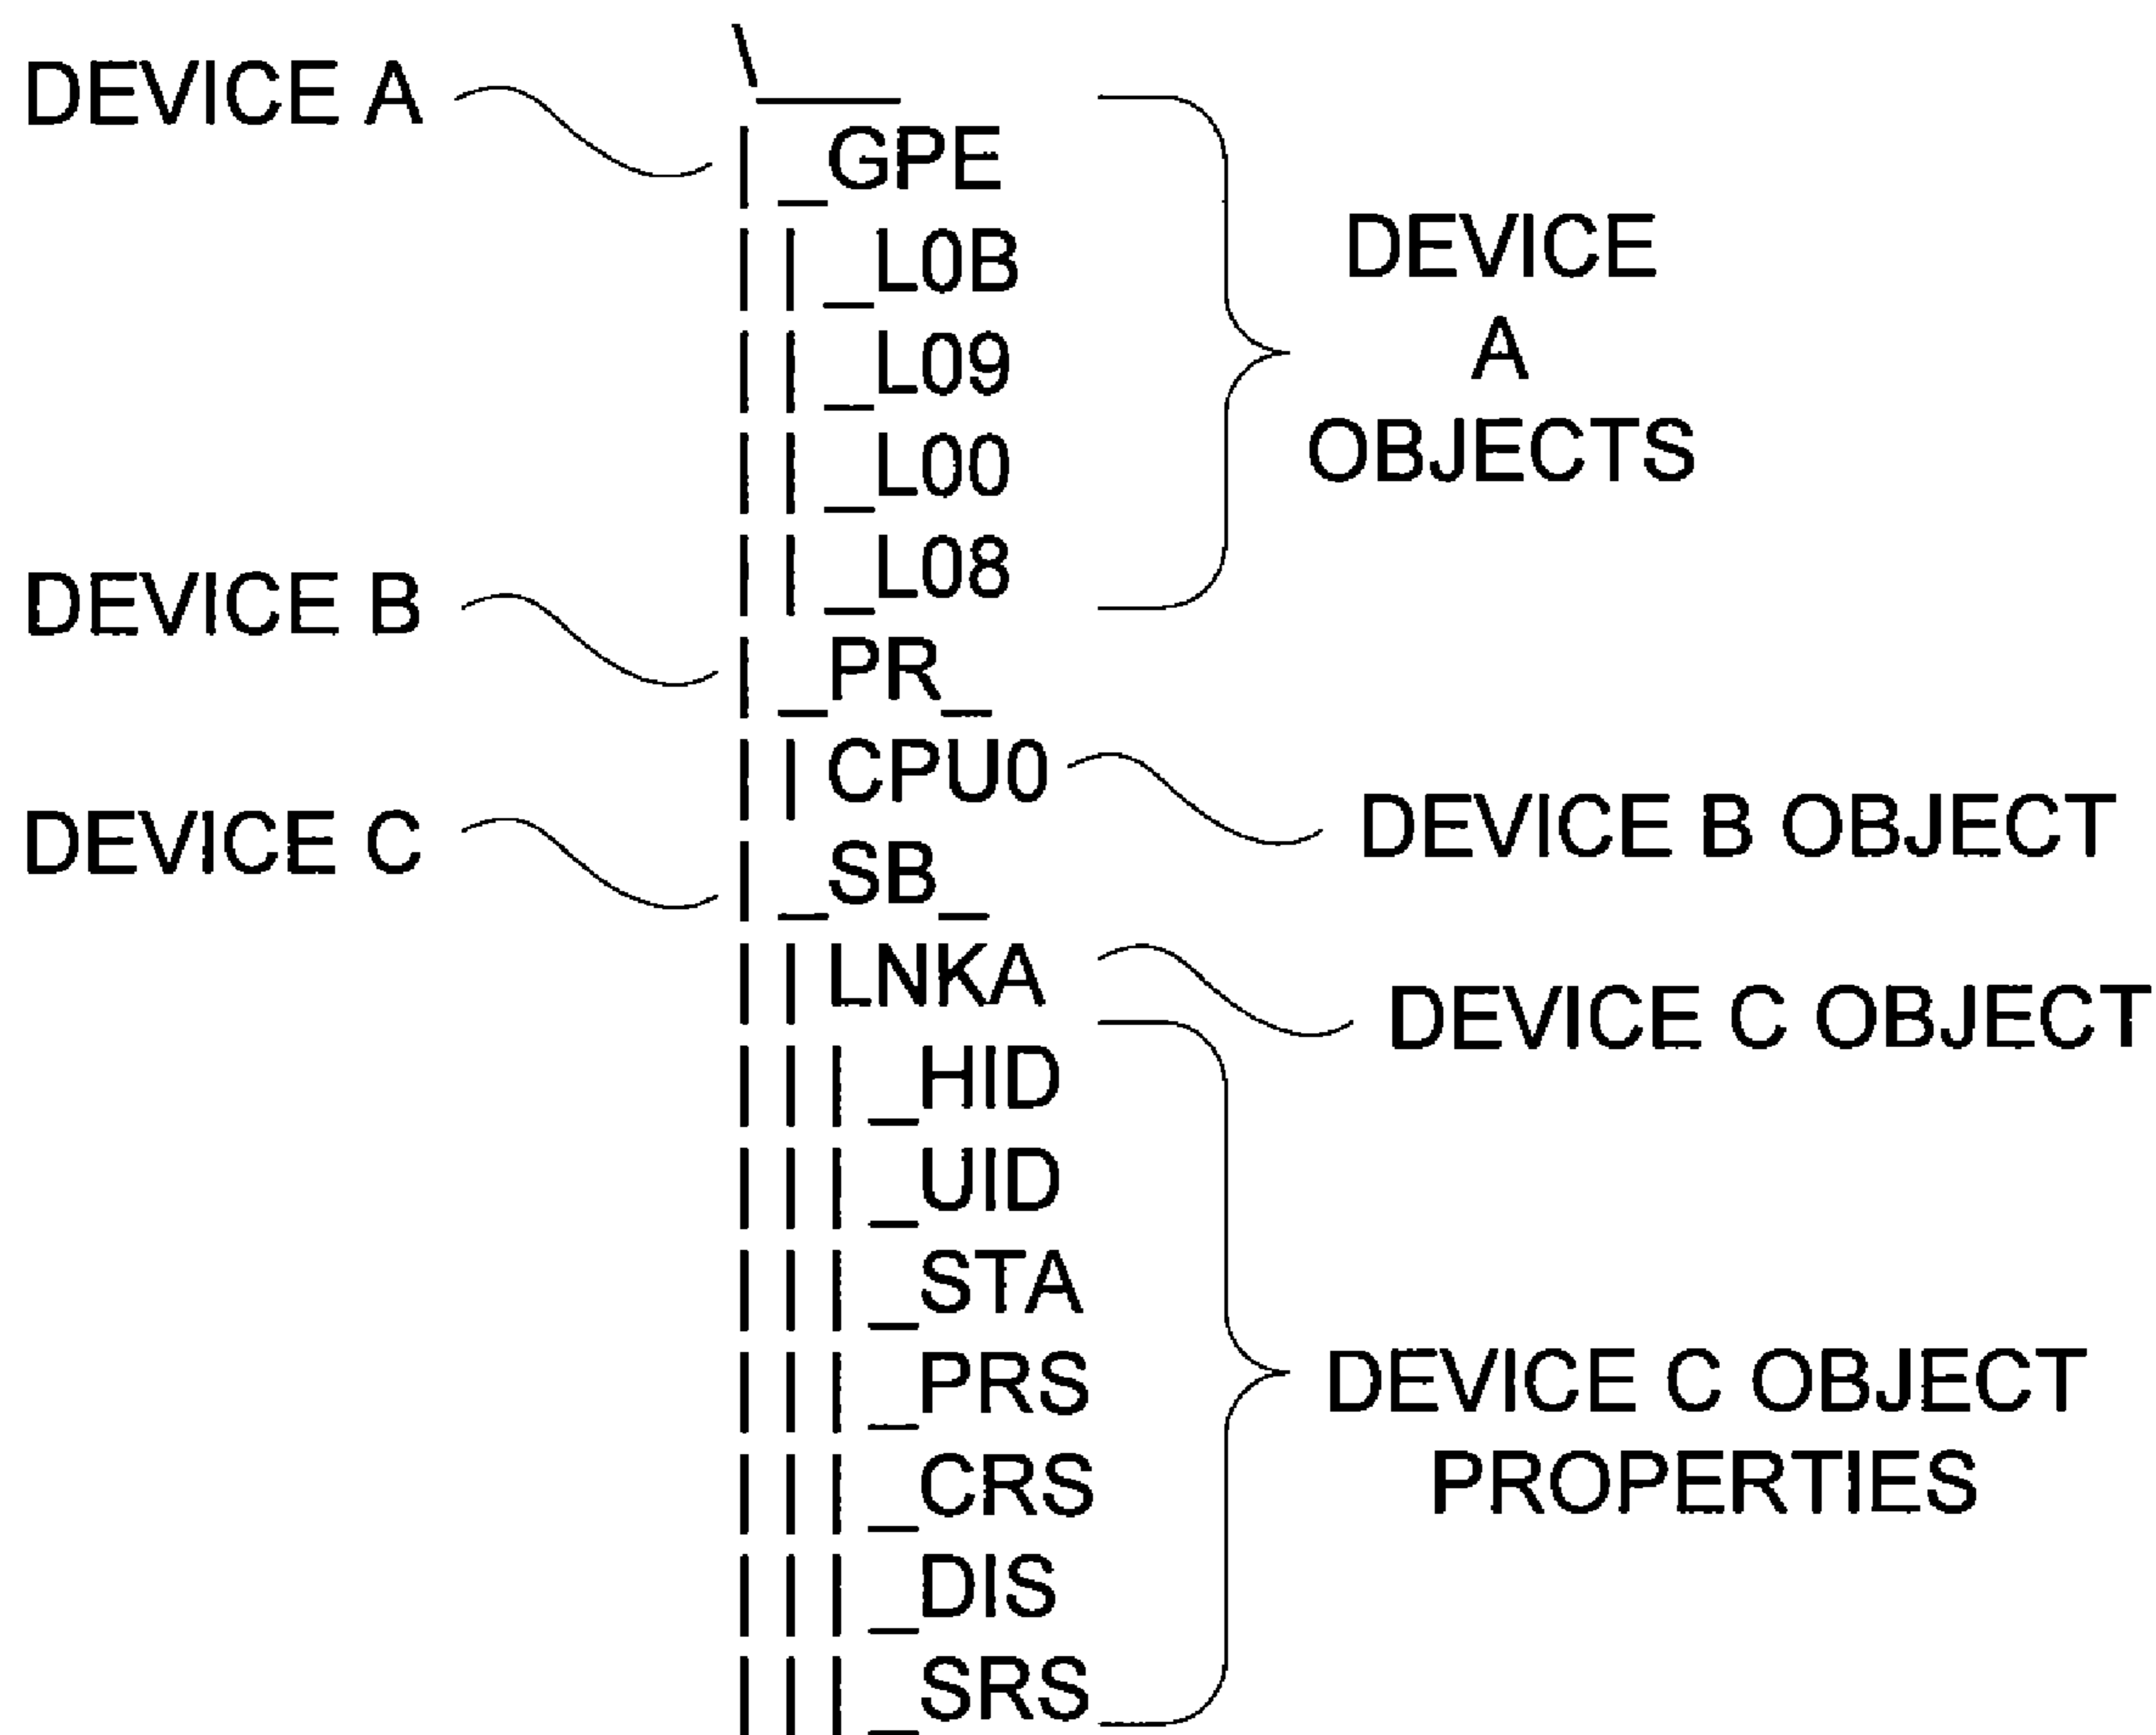 \_____
DEVICE A
|_GPE
||_L0B
||_L09
||_L00
||_L08
DEVICE A OBJECTS
DEVICE B
|_PR_
||CPU0
DEVICE B OBJECT
DEVICE C
|_SB_
||LNKA
DEVICE C OBJECT
|||_HID
|||_UID
|||_STA
|||_PRS
|||_CRS
|||_DIS
|||_SRS
DEVICE C OBJECT
PROPERTIES